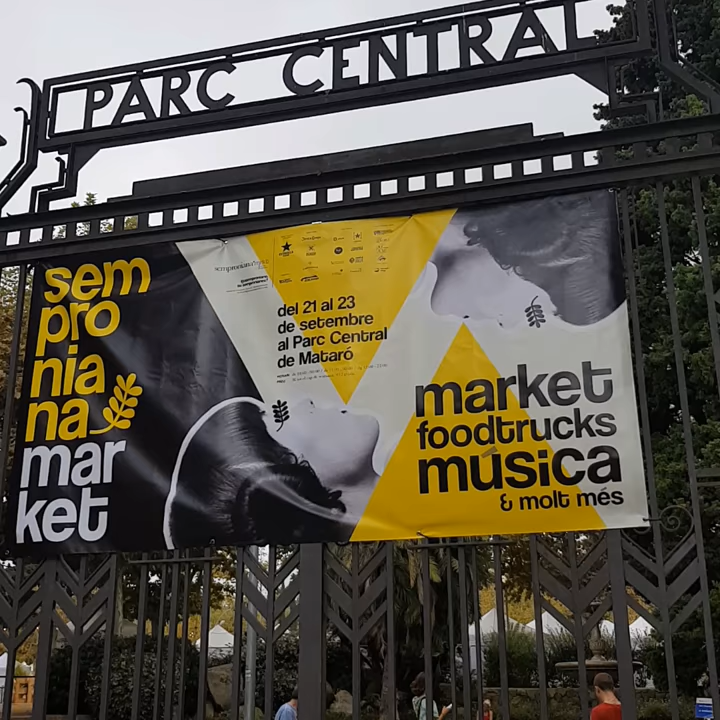 PARC CENTRAL
sem
pro
nia
na
mar
ket
del 21 al 23
de setembre
al Parc Central
de Mataró
market
foodtrucks
música
& molt més